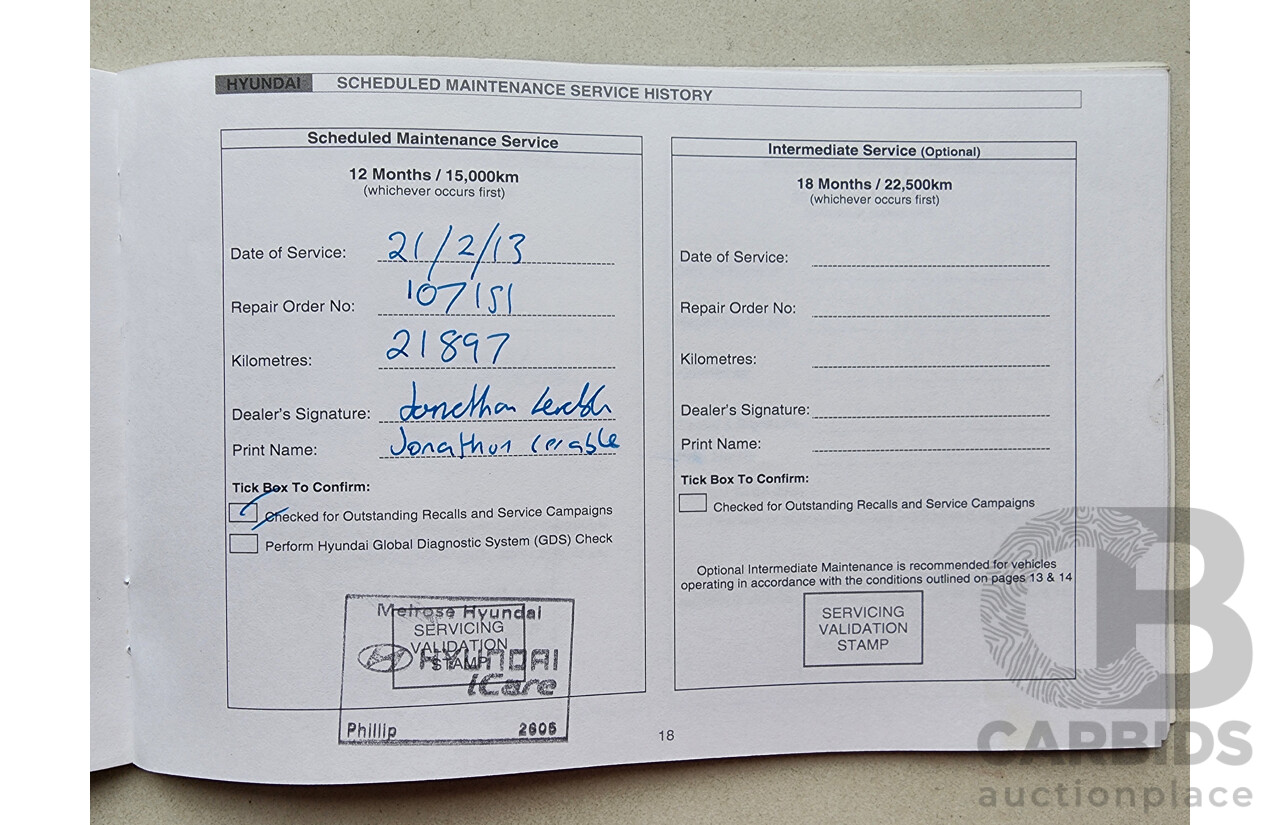 HYUNDAI SCHEDULED MAINTENANCE SERVICE HISTORY
Scheduled Maintenance Service
12 Months / 15,000km
(whichever occurs first)
Date of Service: 21/2/13
Repair Order No: 107151
Kilometres: 21897
Dealer's Signature: Jonathan
Print Name: Jonathon
Tick Box To Confirm:
Checked for Outstanding Recalls and Service Campaigns
Perform Hyundai Global Diagnostic System (GDS) Check
Melrose Hyundai
SERVICING
VALIDATION
STAMP
HYUNDAI
iCare
Phillip 2606
Intermediate Service (Optional)
18 Months / 22,500km
(whichever occurs first)
Date of Service:
Repair Order No:
Kilometres:
Dealer's Signature:
Print Name:
Tick Box To Confirm:
Checked for Outstanding Recalls and Service Campaigns
Optional Intermediate Maintenance is recommended for vehicles
operating in accordance with the conditions outlined on pages 13 & 14
SERVICING
VALIDATION
STAMP
18
CB
CARBIDS
auctionplace